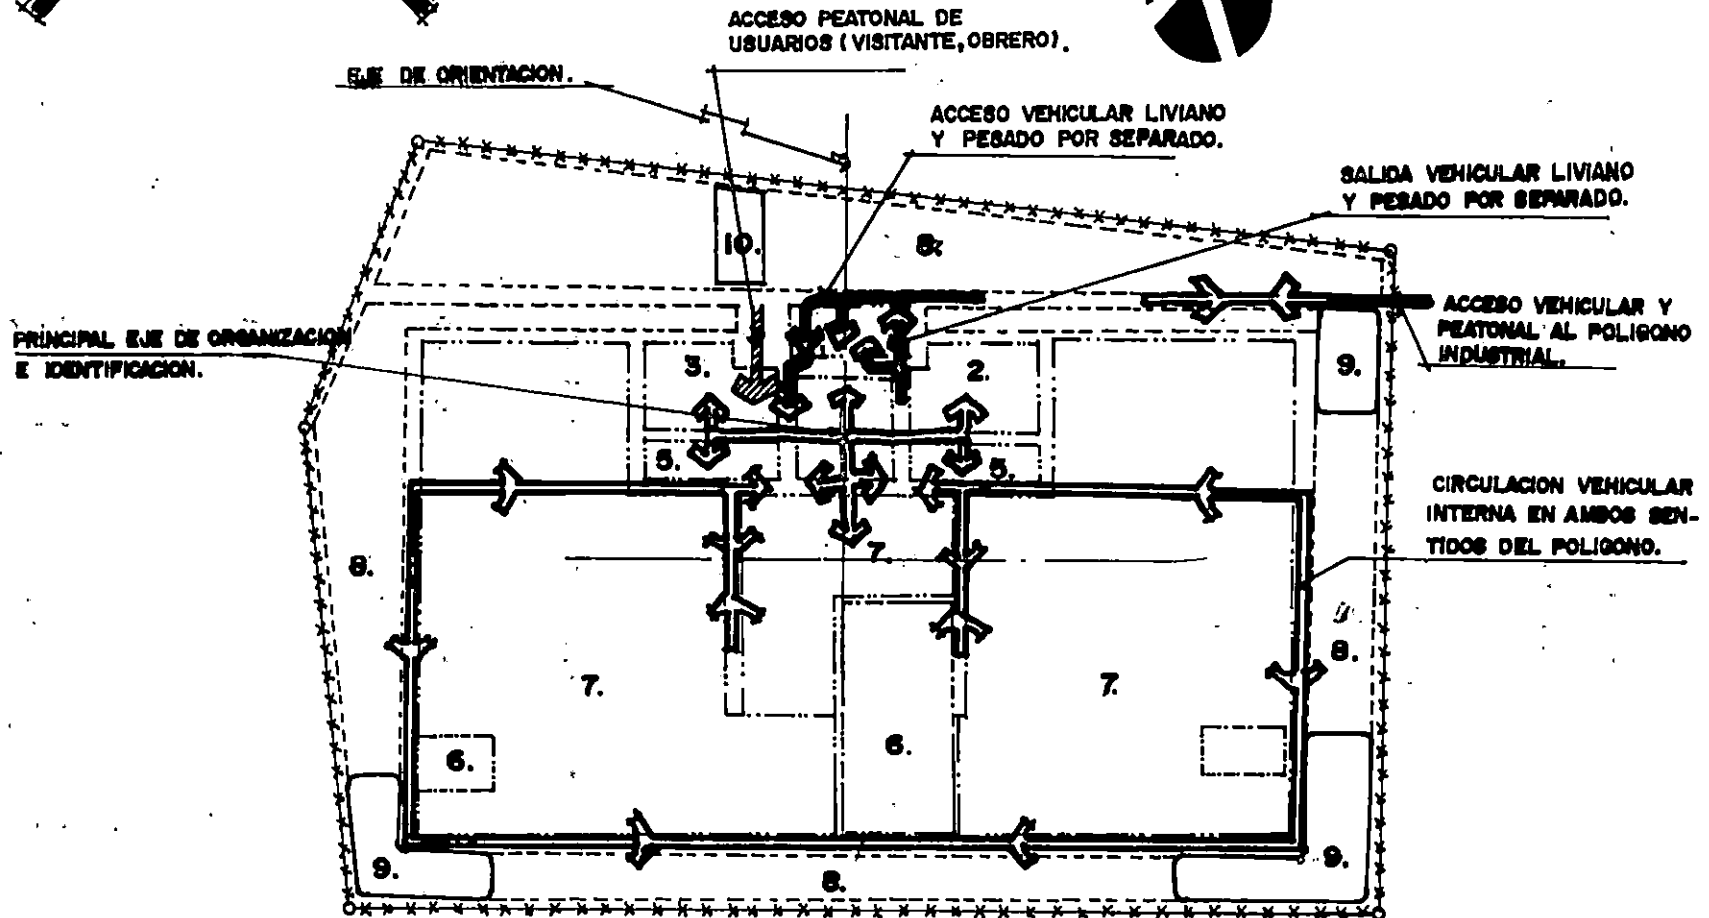 ACCESO PEATONAL DE
USUARIOS (VISITANTE, OBRERO).
EJE DE ORIENTACION.
ACCESO VEHICULAR LIVIANO
Y PESADO POR SEPARADO.
SALIDA VEHICULAR LIVIANO
Y PESADO POR SEPARADO.
10.
8.
ACCESO VEHICULAR Y
PEATONAL AL POLIGONO
INDUSTRIAL.
PRINCIPAL EJE DE ORGANIZACION
E IDENTIFICACION.
3.
1.
2.
9.
5.
5.
CIRCULACION VEHICULAR
INTERNA EN AMBOS SEN-
TIDOS DEL POLIGONO.
7.
8.
8.
7.
7.
6.
6.
9.
8.
9.